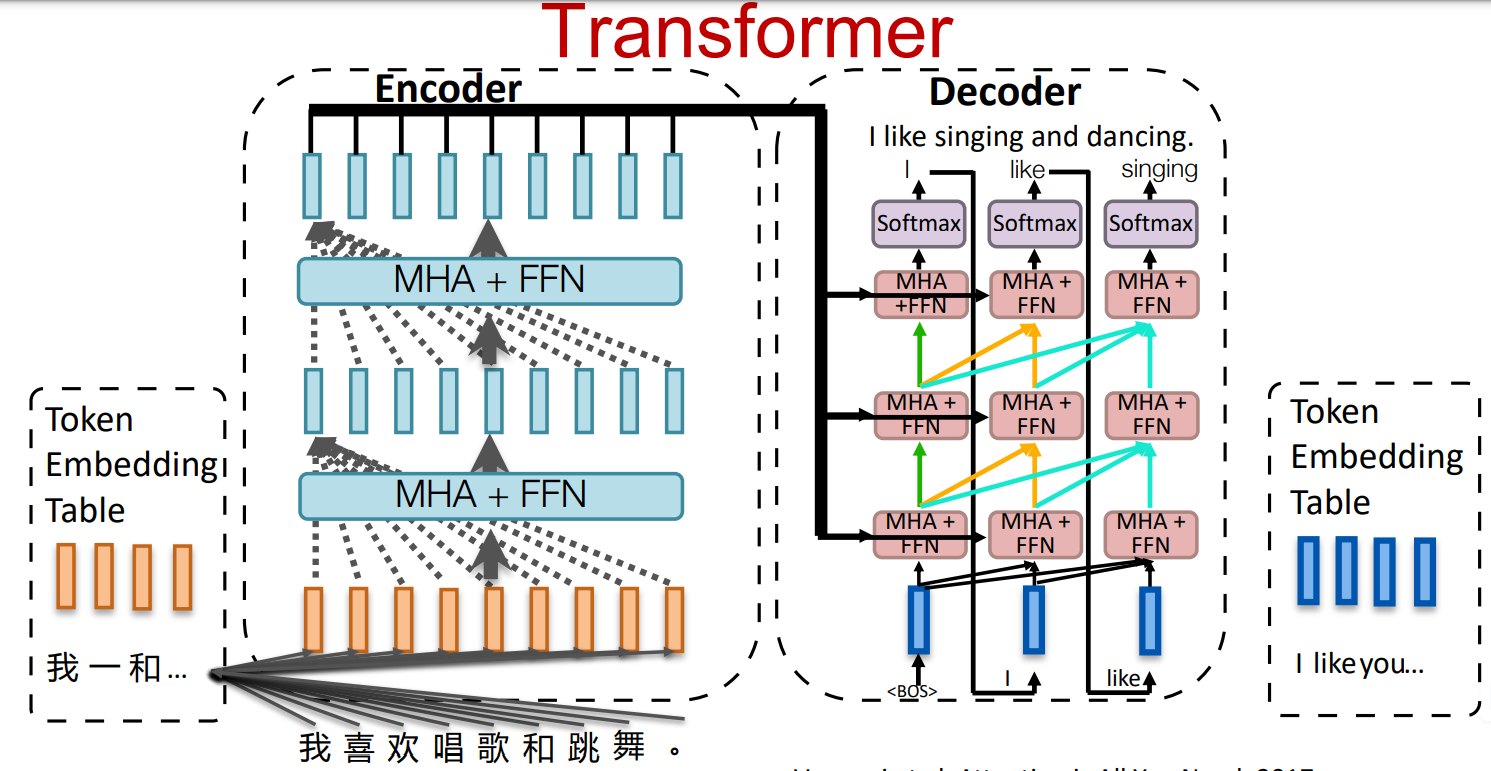 Transformer
Encoder
Decoder
I like singing and dancing.
I
like
singing
Softmax
Softmax
Softmax
MHA + FFN
MHA
+FFN
MHA +
FFN
MHA +
FFN
Token
Embedding
Table
我 一 和...
MHA + FFN
MHA +
FFN
MHA +
FFN
MHA +
FFN
MHA +
FFN
MHA +
FFN
MHA +
FFN
<BOS>
I
like
Token
Embedding
Table
I like you...
我 喜 欢 唱 歌 和 跳 舞 。